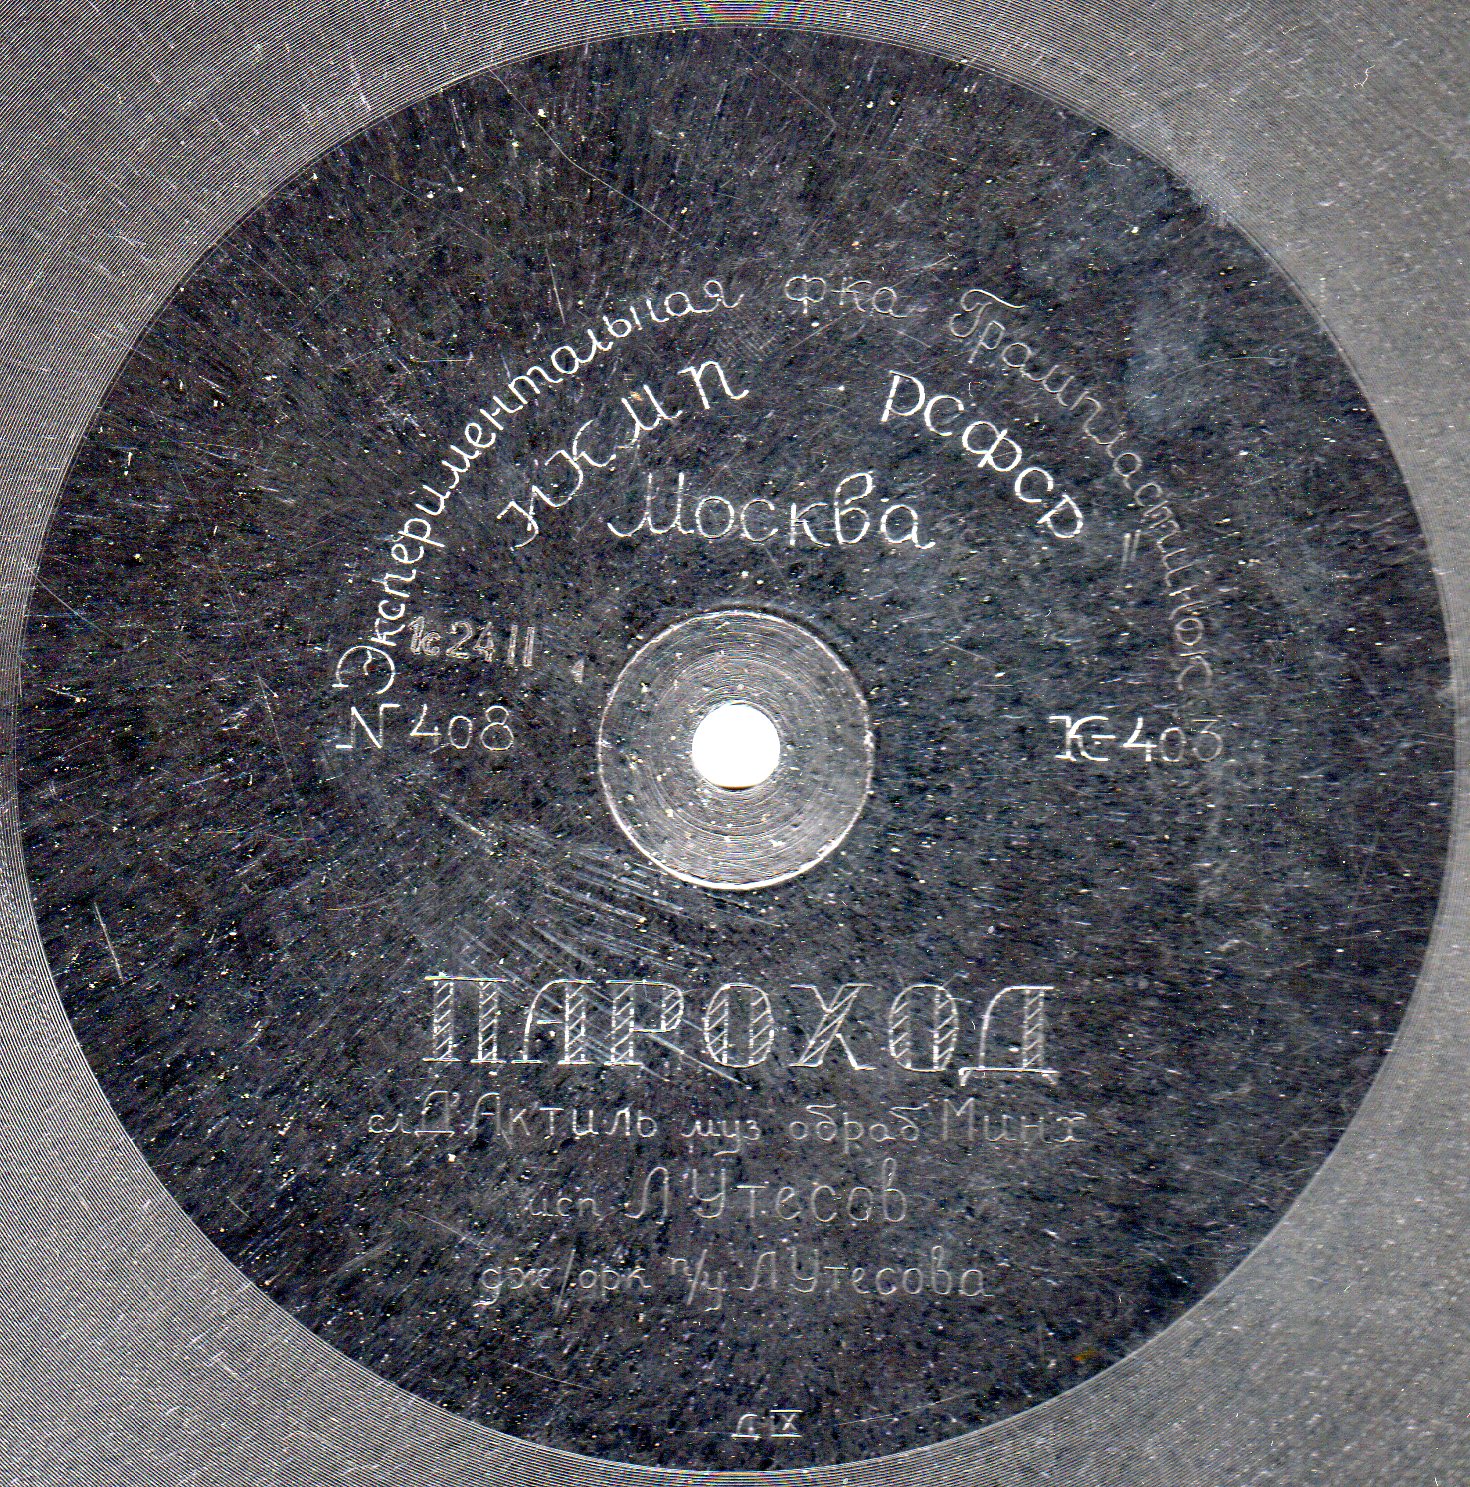 Экспериментальная ф-ка Грампластинок
НКМП РСФСР
Москва
1с 24 II
N 408
К-403
ПАРОХОД
сл Д'Актиль муз обраб Минх
исп Л Утесов
дж/орк п/у Л Утесова